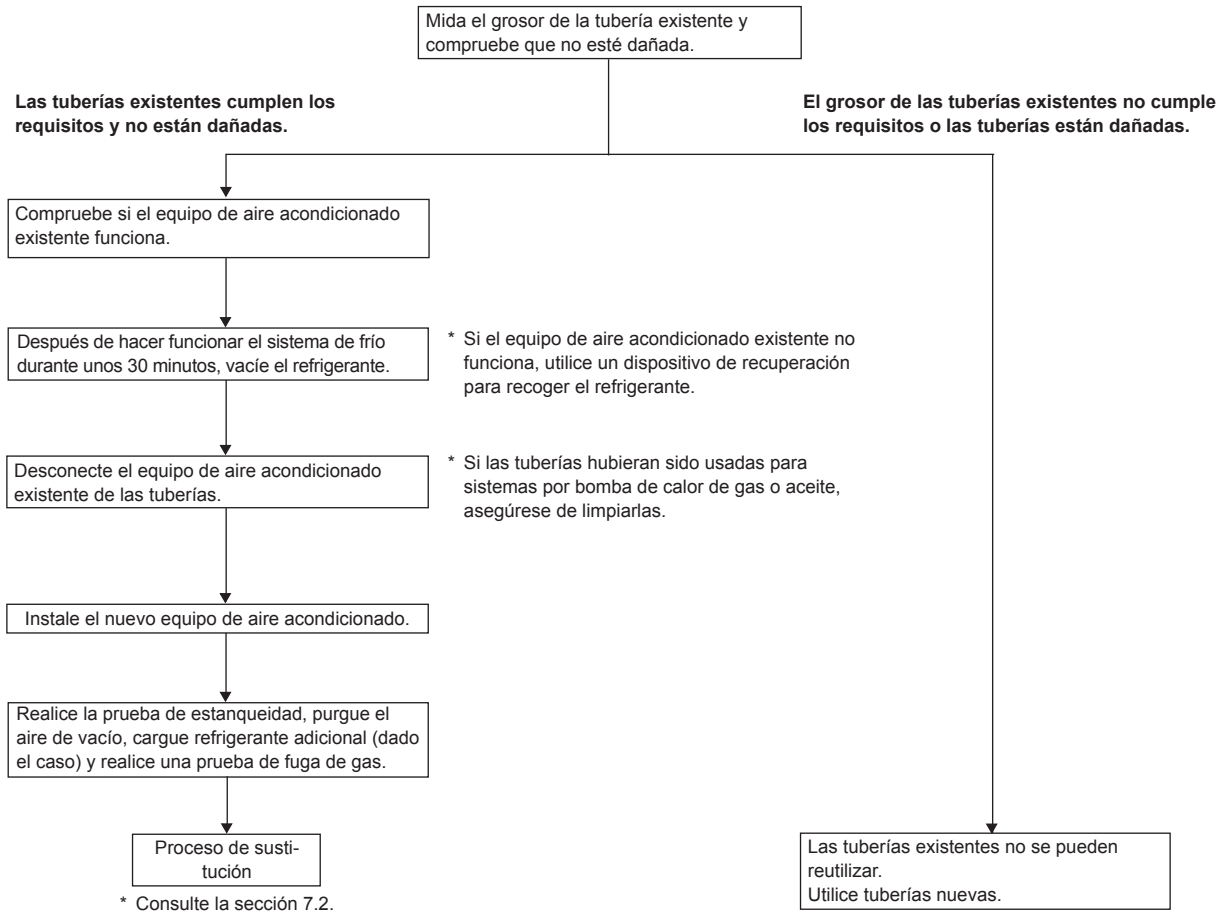 Mida el grosor de la tubería existente y
compruebe que no esté dañada.
Las tuberías existentes cumplen los
requisitos y no están dañadas.
El grosor de las tuberías existentes no cumple
los requisitos o las tuberías están dañadas.
Compruebe si el equipo de aire acondicionado
existente funciona.
Después de hacer funcionar el sistema de frío
durante unos 30 minutos, vacíe el refrigerante.
* Si el equipo de aire acondicionado existente no
funciona, utilice un dispositivo de recuperación
para recoger el refrigerante.
Desconecte el equipo de aire acondicionado
existente de las tuberías.
* Si las tuberías hubieran sido usadas para
sistemas por bomba de calor de gas o aceite,
asegúrese de limpiarlas.
Instale el nuevo equipo de aire acondicionado.
Realice la prueba de estanqueidad, purgue el
aire de vacío, cargue refrigerante adicional (dado
el caso) y realice una prueba de fuga de gas.
Proceso de susti-
tución
* Consulte la sección 7.2.
Las tuberías existentes no se pueden
reutilizar.
Utilice tuberías nuevas.